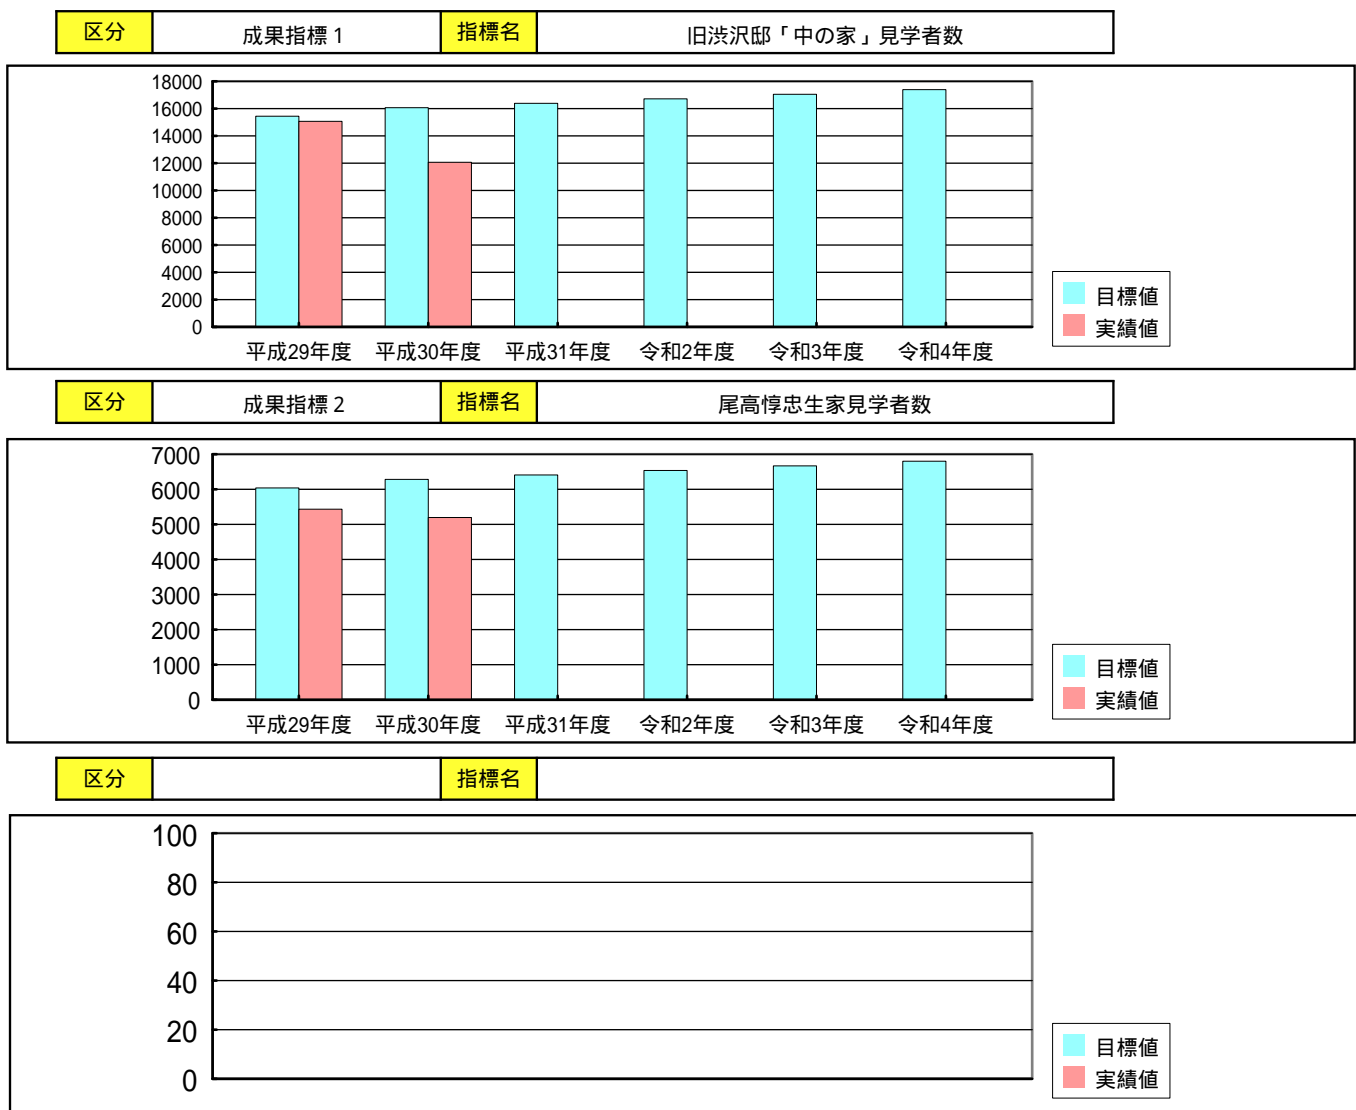 区分 成果指標1 指標名 旧渋沢邸「中の家」見学者数
18000
16000
14000
12000
10000
8000
6000
4000
2000
0
平成29年度 平成30年度 平成31年度 令和2年度 令和3年度 令和4年度
目標値
実績値
区分 成果指標2 指標名 尾高惇忠生家見学者数
7000
6000
5000
4000
3000
2000
1000
0
平成29年度 平成30年度 平成31年度 令和2年度 令和3年度 令和4年度
目標値
実績値
区分 指標名
100
80
60
40
20
0
目標値
実績値